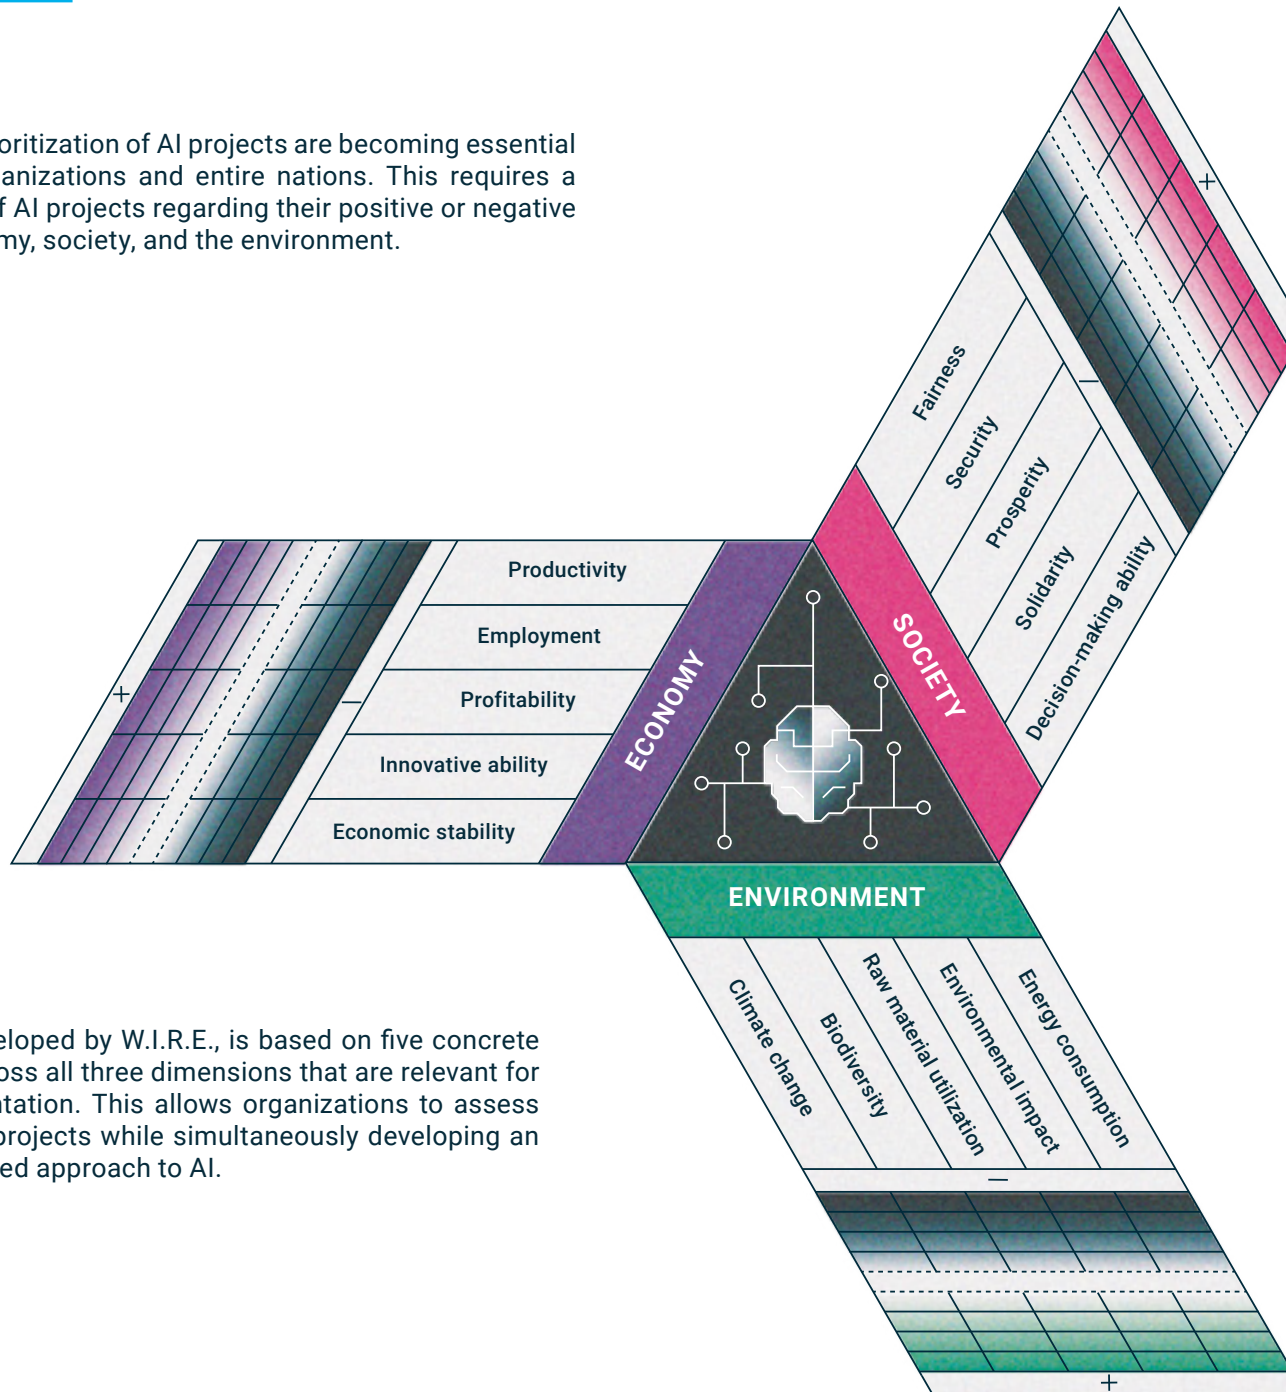 oritization of AI projects are becoming essential
anizations and entire nations. This requires a
f AI projects regarding their positive or negative
my, society, and the environment.
+
−
Fairness
Security
Prosperity
Solidarity
Decision-making ability
SOCIETY
+
−
Productivity
Employment
Profitability
Innovative ability
Economic stability
ECONOMY
ENVIRONMENT
Climate change
Biodiversity
Raw material utilization
Environmental impact
Energy consumption
−
+
eloped by W.I.R.E., is based on five concrete
oss all three dimensions that are relevant for
ntation. This allows organizations to assess
projects while simultaneously developing an
ed approach to AI.